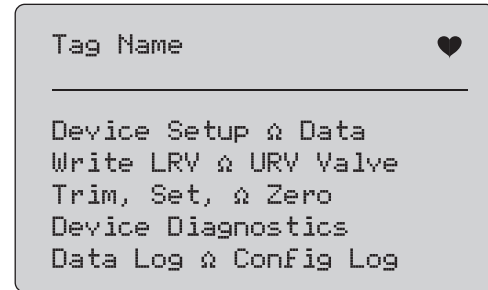 Tag Name ♥
Device Setup Ω Data
Write LRV Ω URV Valve
Trim, Set, Ω Zero
Device Diagnostics
Data Log Ω Config Log